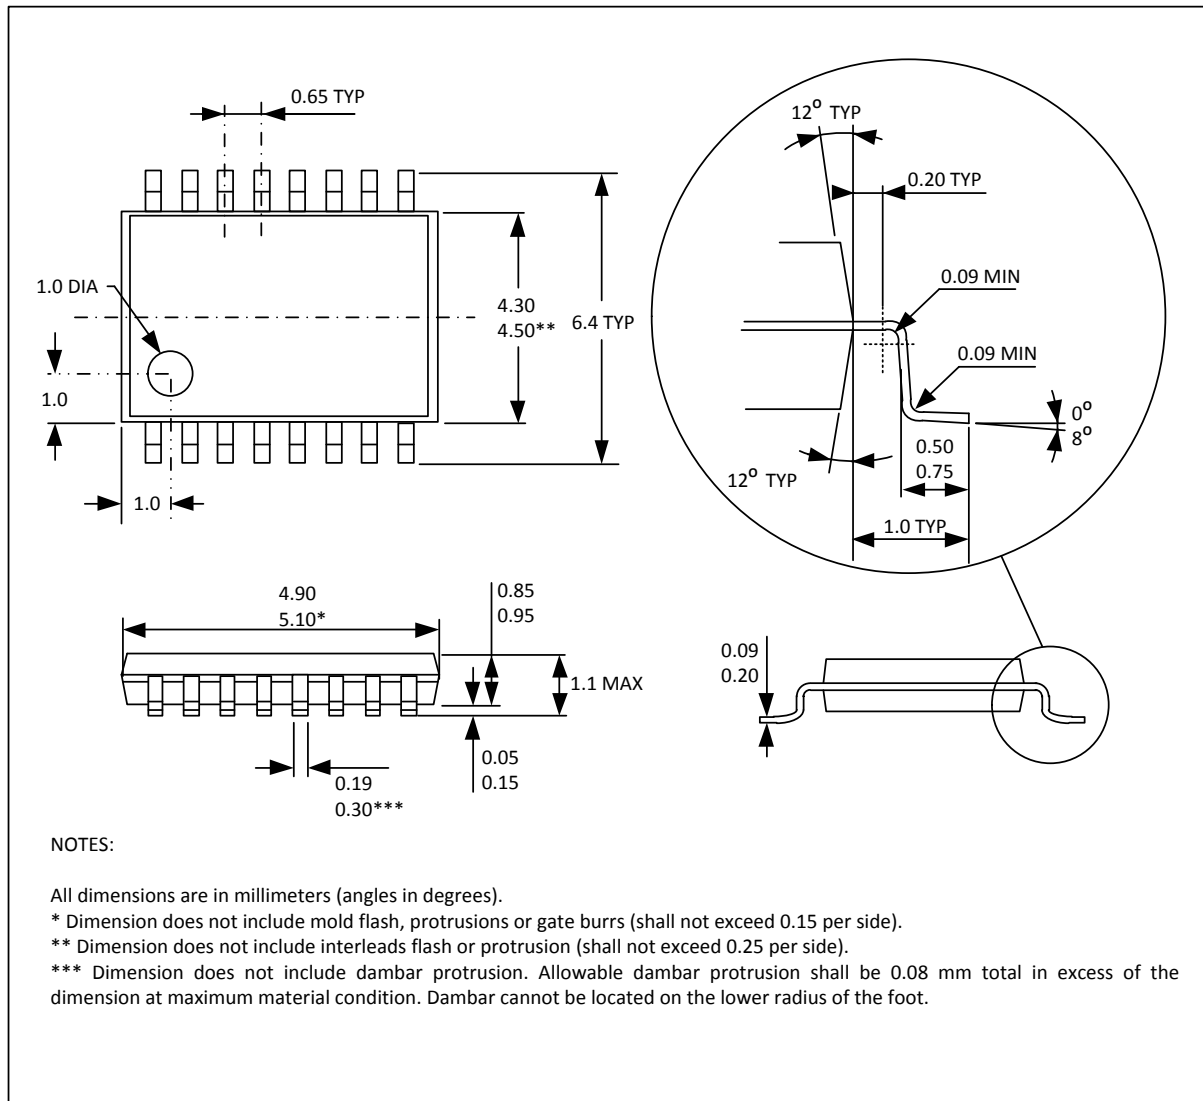 0.65 TYP
1.0 DIA
4.30
4.50**
6.4 TYP
1.0
1.0
12° TYP
0.20 TYP
0.09 MIN
0.09 MIN
0°
8°
0.50
0.75
12° TYP
1.0 TYP
4.90
5.10*
0.85
0.95
1.1 MAX
0.05
0.15
0.19
0.30***
0.09
0.20
NOTES:
All dimensions are in millimeters (angles in degrees).
* Dimension does not include mold flash, protrusions or gate burrs (shall not exceed 0.15 per side).
** Dimension does not include interleads flash or protrusion (shall not exceed 0.25 per side).
*** Dimension does not include dambar protrusion. Allowable dambar protrusion shall be 0.08 mm total in excess of the
dimension at maximum material condition. Dambar cannot be located on the lower radius of the foot.